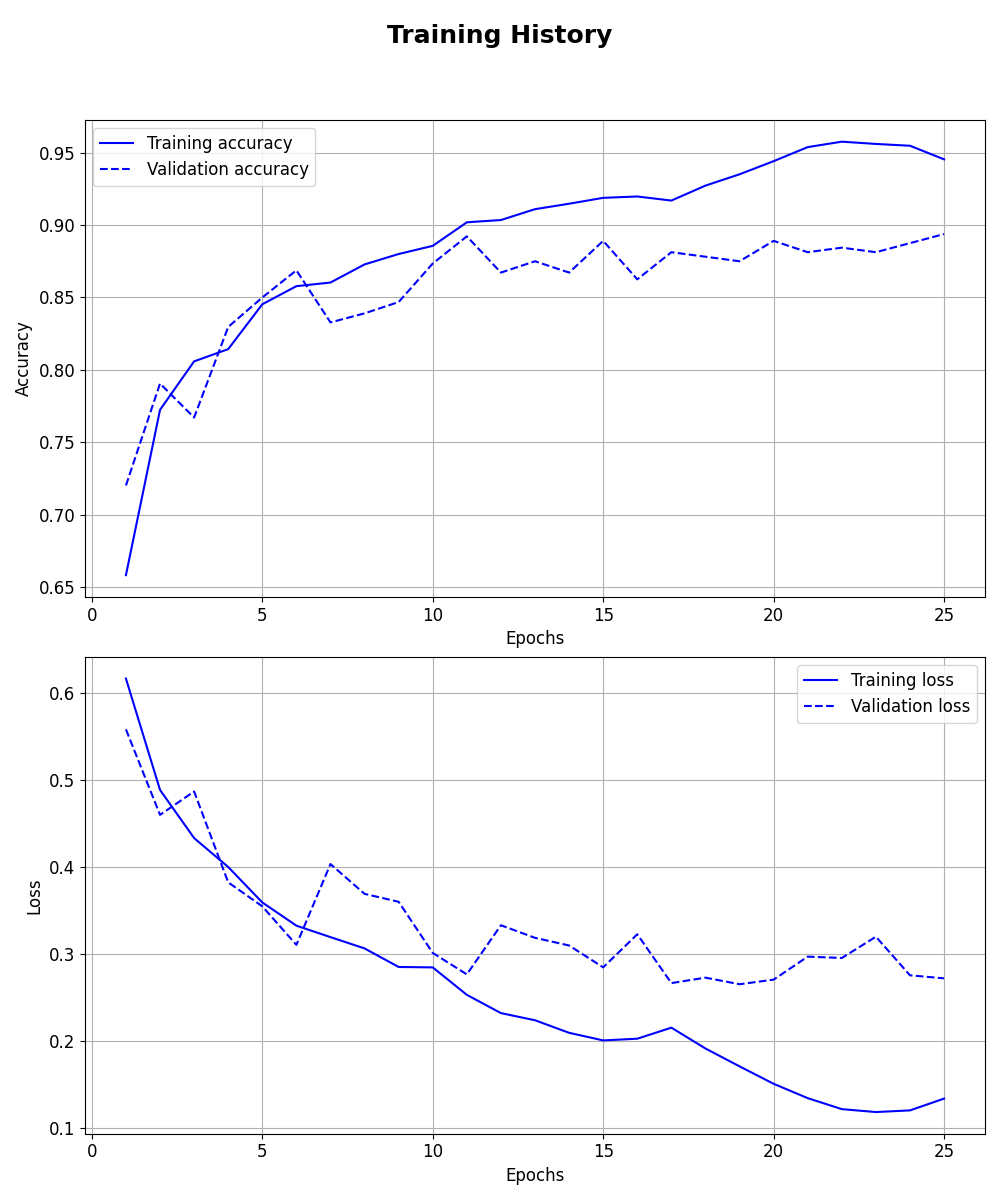 Training History
Training accuracy
Validation accuracy
0.95
0.90
0.85
0.80
0.75
0.70
0.65
Accuracy
0 5 10 15 20 25
Epochs
Training loss
Validation loss
0.6
0.5
0.4
0.3
0.2
0.1
Loss
0 5 10 15 20 25
Epochs